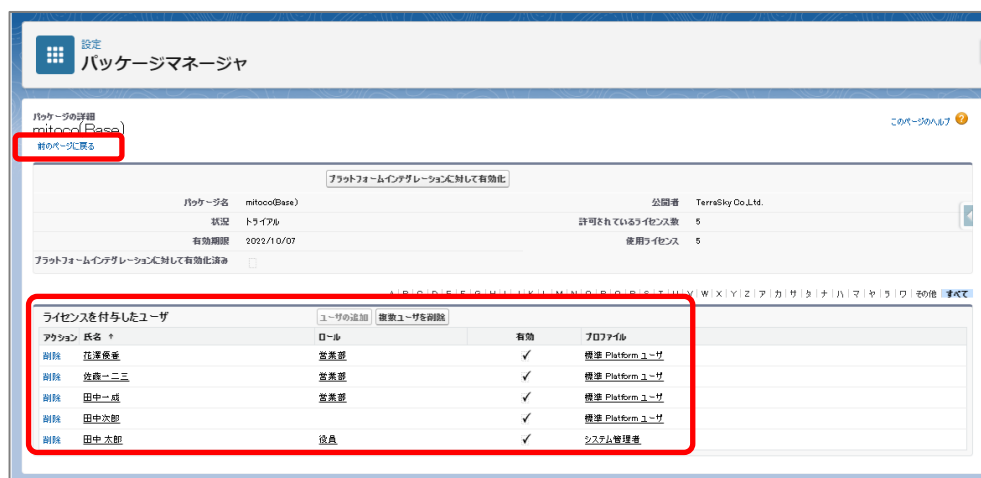 設定
パッケージマネージャ
パッケージの詳細
mitoco(Base)
このページのヘルプ
前のページに戻る
プラットフォームインテグレーションに対して有効化
パッケージ名 mitoco(Base) 公開者 TerraSky Co.,Ltd.
状況 トライアル 許可されているライセンス数 5
有効期限 2022/10/07 使用ライセンス 5
プラットフォームインテグレーションに対して有効化済み
A | B | C | D | E | F | G | H | I | J | K | L | M | N | O | P | Q | R | S | T | U | V | W | X | Y | Z | ア | カ | サ | タ | ナ | ハ | マ | ヤ | ラ | ワ | その他 すべて
ライセンスを付与したユーザ ユーザの追加 複数ユーザを削除
アクション 氏名 ↑ ロール 有効 プロファイル
削除 花澤優香 営業部 ✓ 標準 Platform ユーザ
削除 佐藤一二三 営業部 ✓ 標準 Platform ユーザ
削除 田中一成 営業部 ✓ 標準 Platform ユーザ
削除 田中次郎 ✓ 標準 Platform ユーザ
削除 田中 太郎 役員 ✓ システム管理者